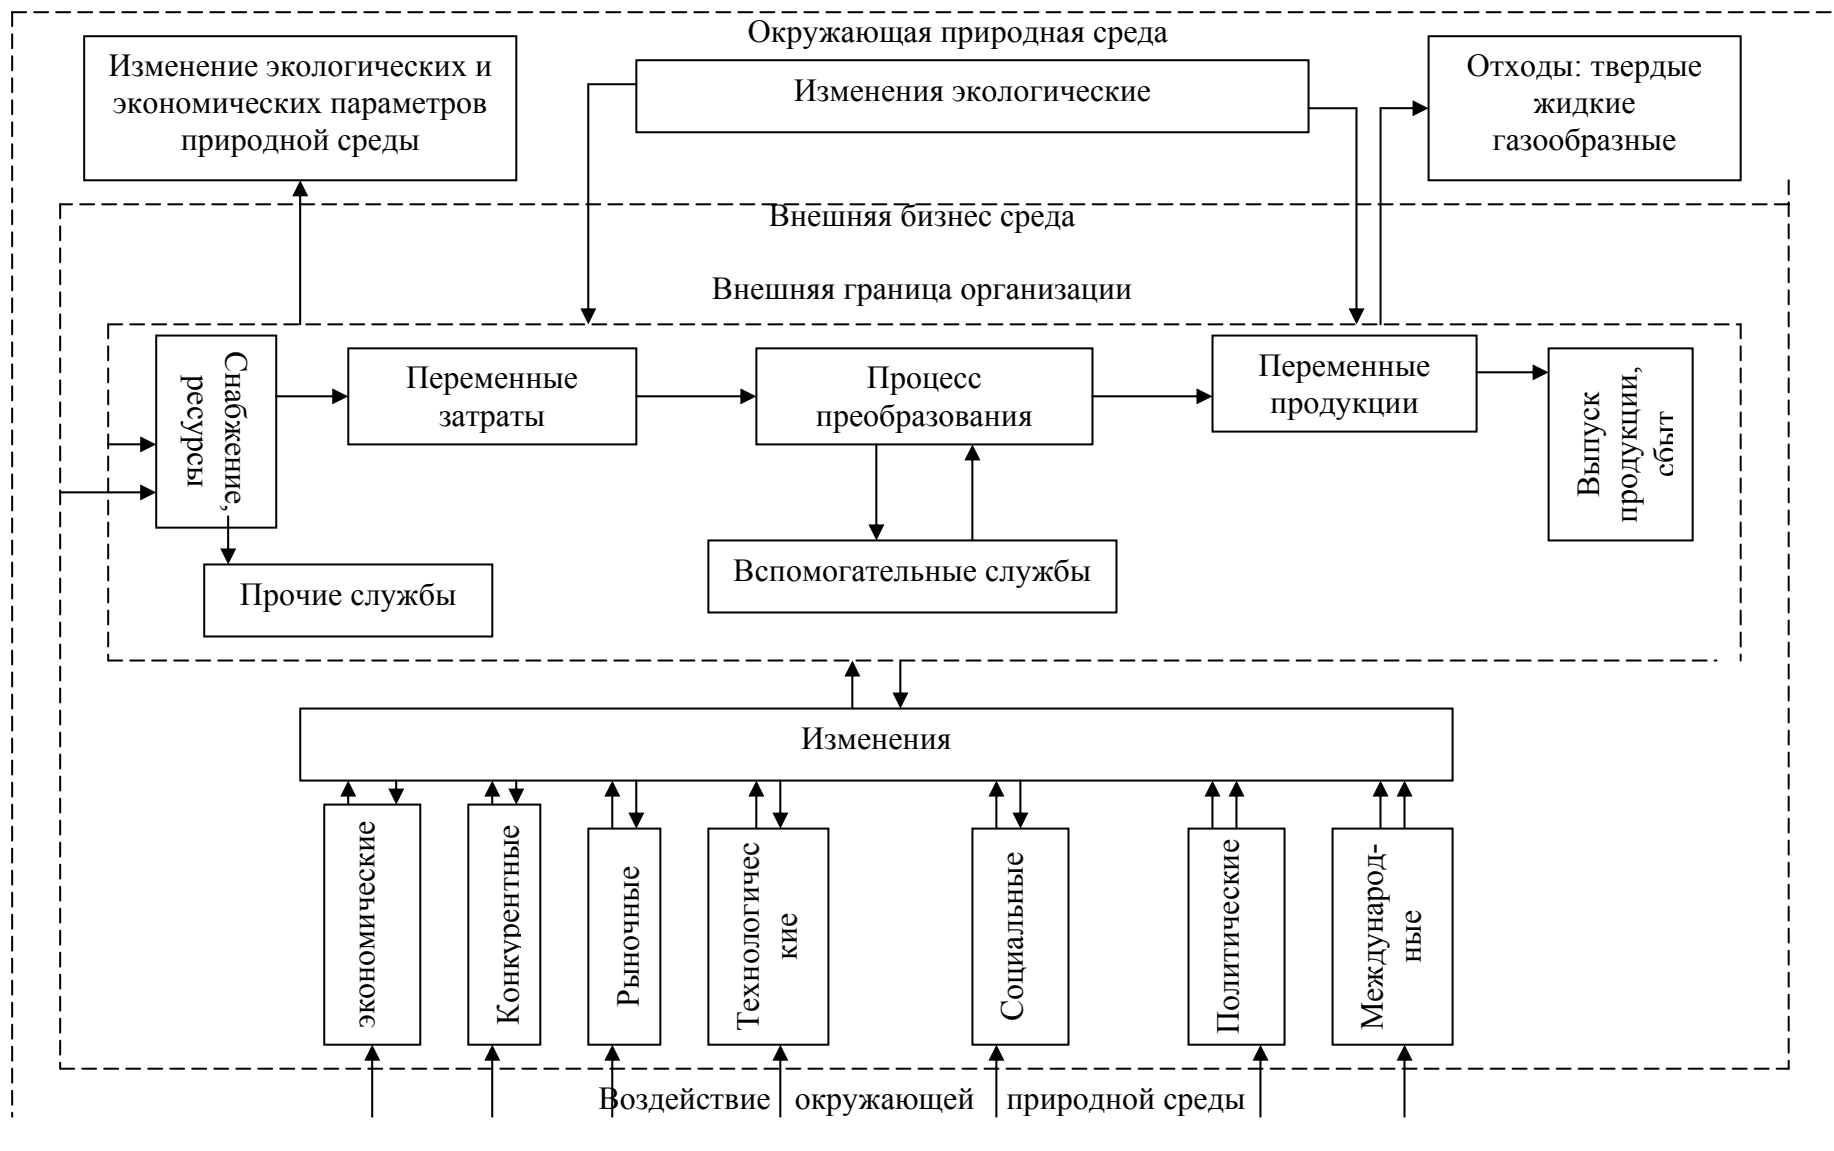 Окружающая природная среда
Изменение экологических и
экономических параметров
природной среды
Изменения экологические
Отходы: твердые
жидкие
газообразные
Внешняя бизнес среда
Внешняя граница организации
Снабжение,
ресурсы
Переменные
затраты
Процесс
преобразования
Переменные
продукции
Выпуск
продукции,
сбыт
Прочие службы
Вспомогательные службы
Изменения
экономические
Конкурентные
Рыночные
Технологичес
кие
Социальные
Политические
Международ-
ные
Воздействие окружающей природной среды